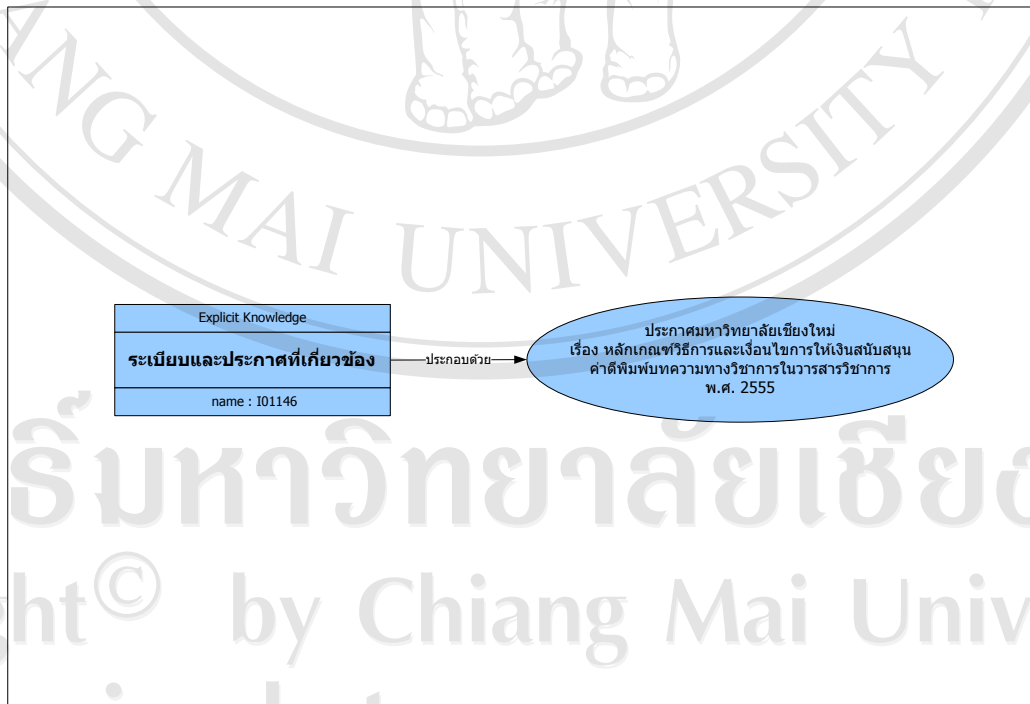 ANG MAI UNIVERSITY
Explicit Knowledge
ระเบียบและประกาศที่เกี่ยวข้อง
name : I01146
ประกอบด้วย
ประกาศมหาวิทยาลัยเชียงใหม่
เรื่อง หลักเกณฑ์วิธีการและเงื่อนไขการให้เงินสนับสนุน
ค่าตีพิมพ์บทความทางวิชาการในวารสารวิชาการ
พ.ศ. 2555
ธิ์มหาวิทยาลัยเชียง
ght© by Chiang Mai Univ